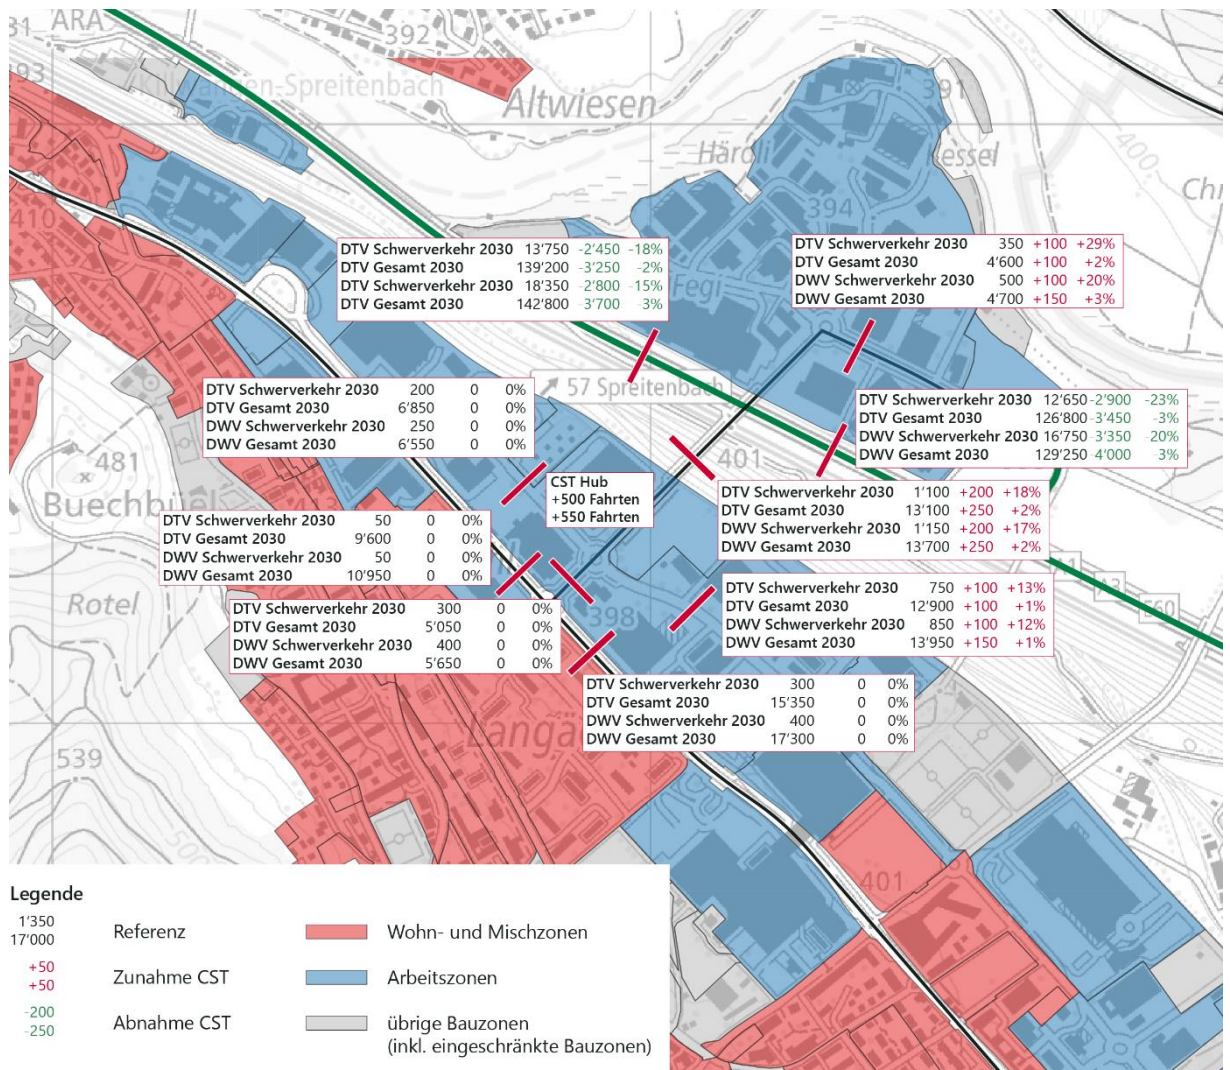 31
ARA
392
393
Spreitenbach
Altwiesen
391
Härdli
essel
400
Chr
394
410
Fegi
DTV Schwerverkehr 2030 13'750 -2'450 -18%
DTV Gesamt 2030 139'200 -3'250 -2%
DTV Schwerverkehr 2030 18'350 -2'800 -15%
DTV Gesamt 2030 142'800 -3'700 -3%
DTV Schwerverkehr 2030 350 +100 +29%
DTV Gesamt 2030 4'600 +100 +2%
DWV Schwerverkehr 2030 500 +100 +20%
DWV Gesamt 2030 4'700 +150 +3%
57 Spreitenbach
DTV Schwerverkehr 2030 200 0 0%
DTV Gesamt 2030 6'850 0 0%
DWV Schwerverkehr 2030 250 0 0%
DWV Gesamt 2030 6'550 0 0%
DTV Schwerverkehr 2030 12'650 -2'900 -23%
DTV Gesamt 2030 126'800 -3'450 -3%
DWV Schwerverkehr 2030 16'750 -3'350 -20%
DWV Gesamt 2030 129'250 -4'000 -3%
481
401
Buechbüel
413
CST Hub
+500 Fahrten
+550 Fahrten
DTV Schwerverkehr 2030 1'100 +200 +18%
DTV Gesamt 2030 13'100 +250 +2%
DWV Schwerverkehr 2030 1'150 +200 +17%
DWV Gesamt 2030 13'700 +250 +2%
DTV Schwerverkehr 2030 50 0 0%
DTV Gesamt 2030 9'600 0 0%
DWV Schwerverkehr 2030 50 0 0%
DWV Gesamt 2030 10'950 0 0%
A1
A3
E60
Rotel
398
DTV Schwerverkehr 2030 300 0 0%
DTV Gesamt 2030 5'050 0 0%
DWV Schwerverkehr 2030 400 0 0%
DWV Gesamt 2030 5'650 0 0%
DTV Schwerverkehr 2030 750 +100 +13%
DTV Gesamt 2030 12'900 +100 +1%
DWV Schwerverkehr 2030 850 +100 +12%
DWV Gesamt 2030 13'950 +150 +1%
DTV Schwerverkehr 2030 300 0 0%
DTV Gesamt 2030 15'350 0 0%
DWV Schwerverkehr 2030 400 0 0%
DWV Gesamt 2030 17'300 0 0%
Langä
539
500
401
Legende
1'350
17'000
Referenz
Wohn- und Mischzonen
+50
+50
Zunahme CST
Arbeitszonen
-200
-250
Abnahme CST
übrige Bauzonen
(inkl. eingeschränkte Bauzonen)